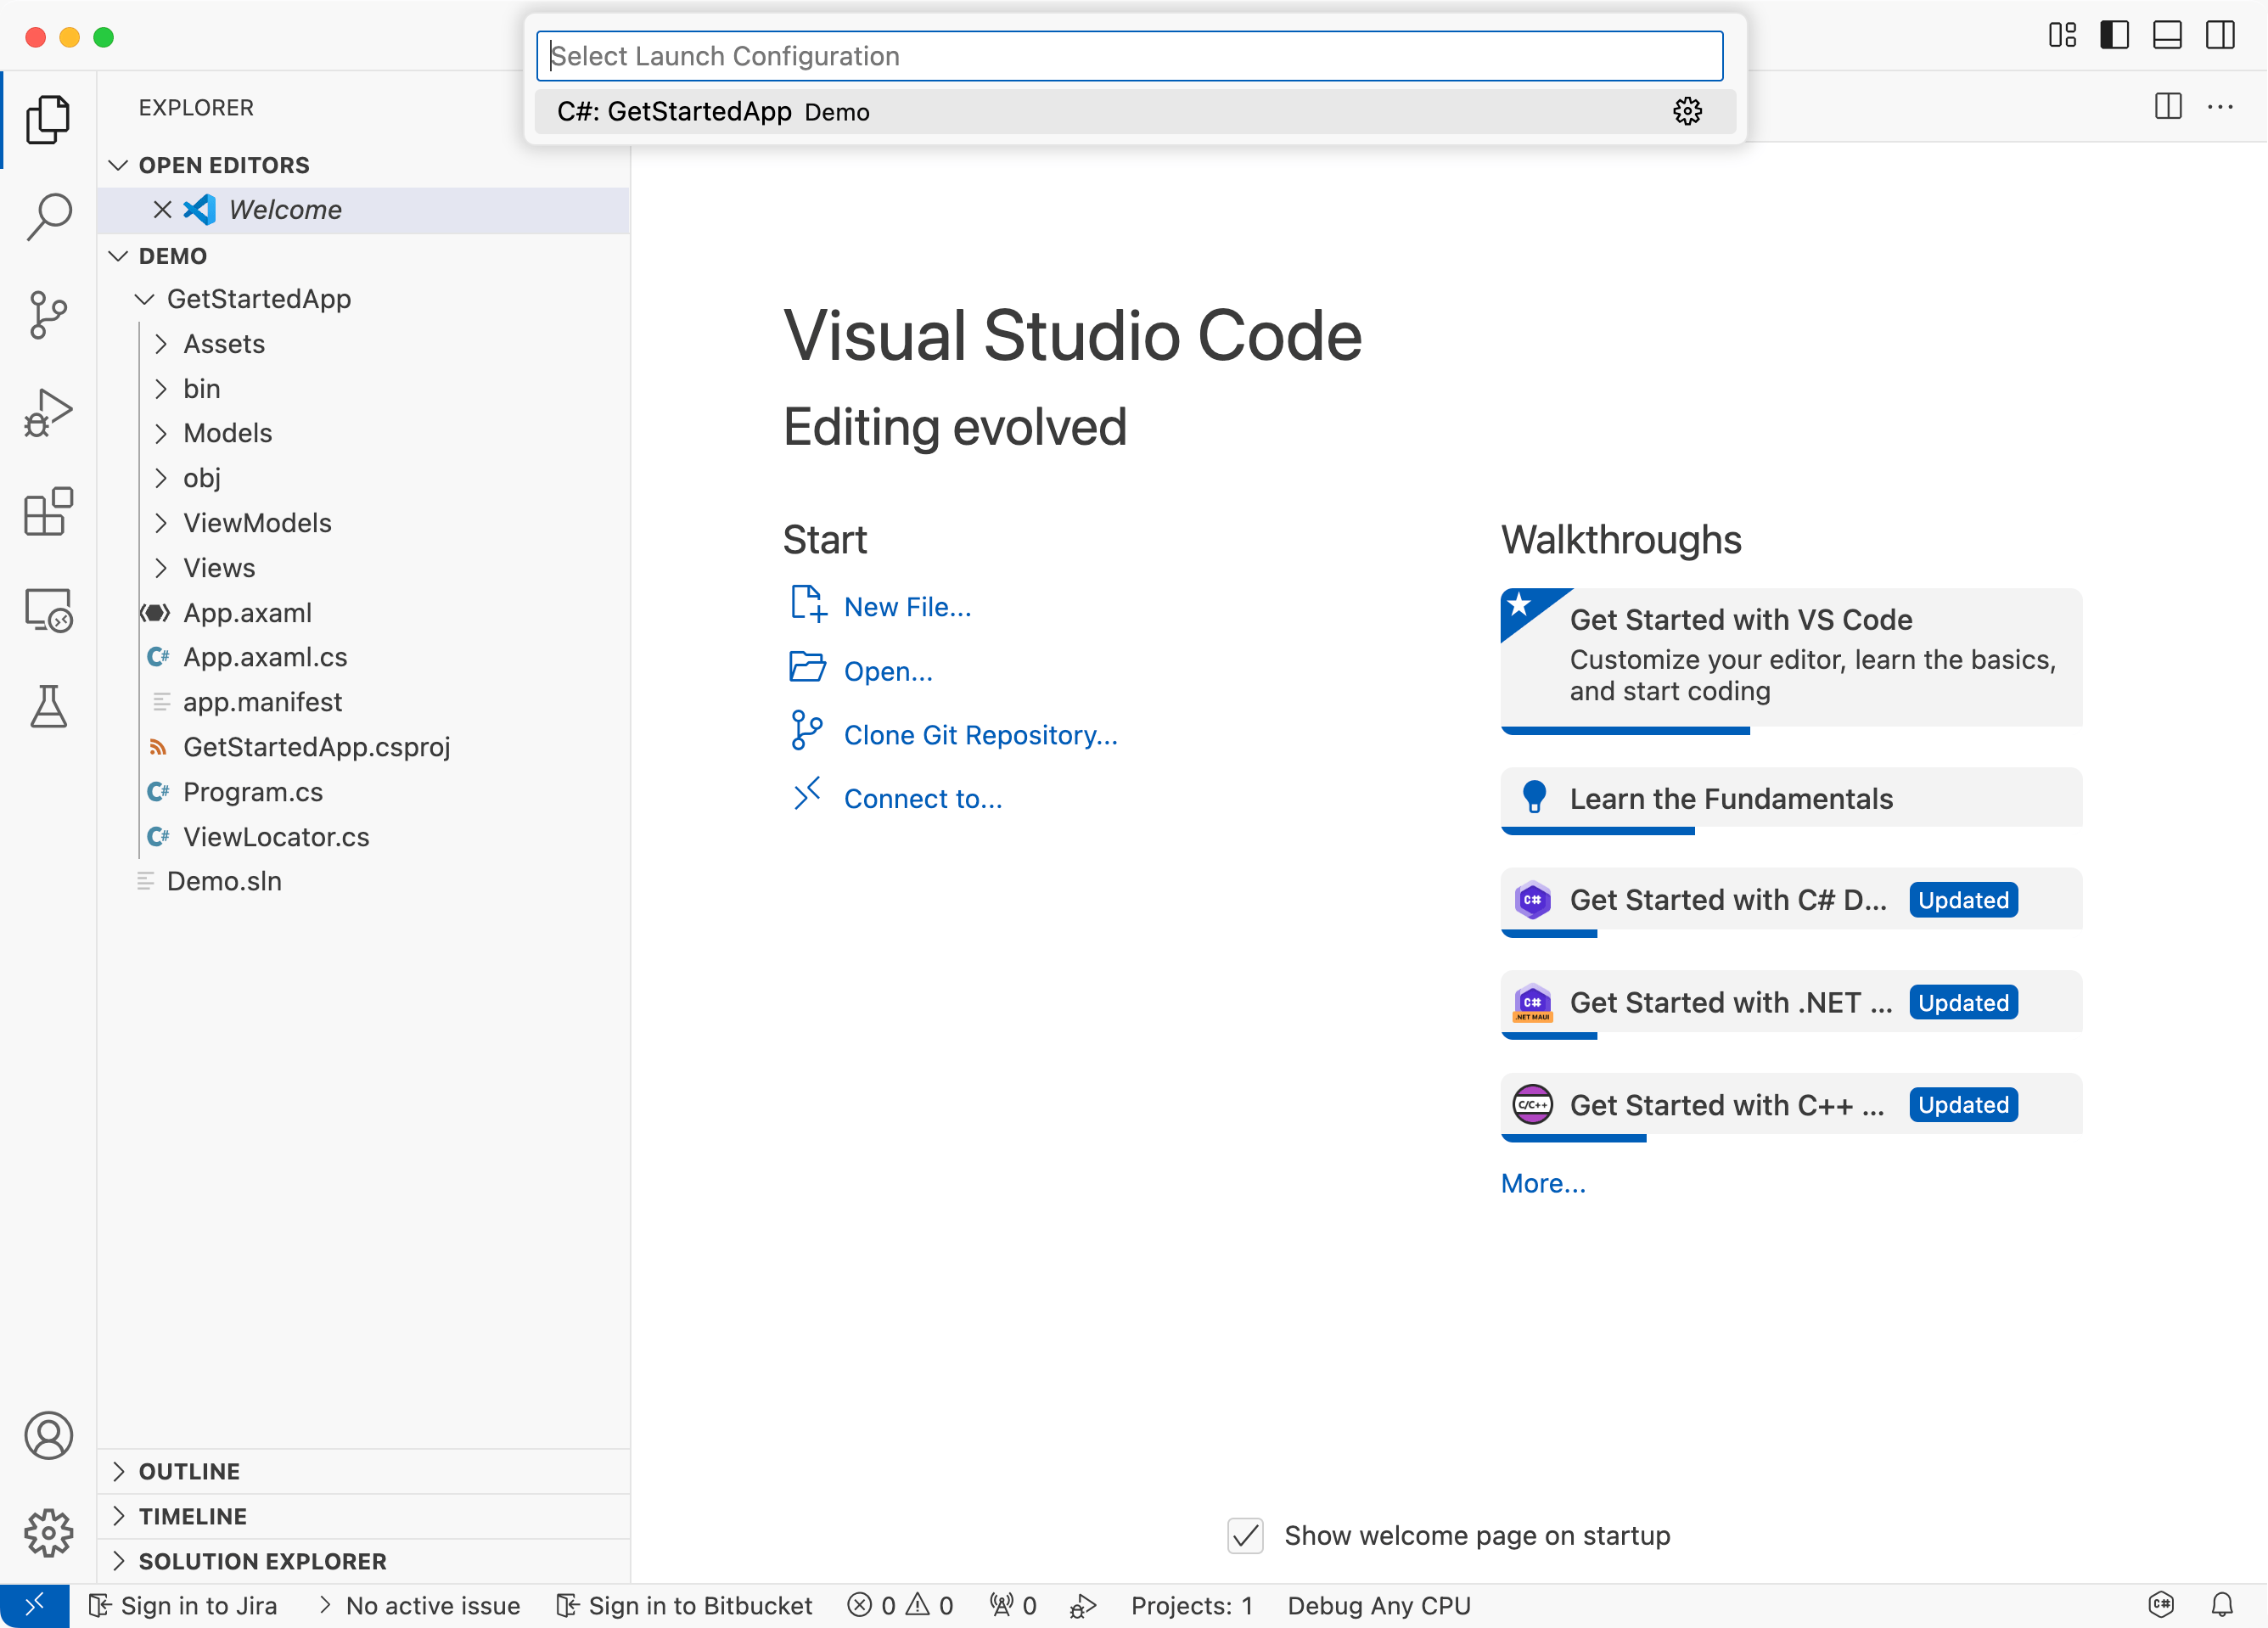 Select Launch Configuration
C#: GetStartedApp Demo
EXPLORER
OPEN EDITORS
Welcome
DEMO
GetStartedApp
Assets
bin
Models
obj
ViewModels
Views
App.axaml
C# App.axaml.cs
app.manifest
GetStartedApp.csproj
C# Program.cs
C# ViewLocator.cs
Demo.sln
OUTLINE
TIMELINE
SOLUTION EXPLORER
Visual Studio Code
Editing evolved
Start
New File...
Open...
Clone Git Repository...
Connect to...
Walkthroughs
Get Started with VS Code
Customize your editor, learn the basics,
and start coding
Learn the Fundamentals
C# Get Started with C# D... Updated
C# .NET MAUI Get Started with .NET ... Updated
C/C++ Get Started with C++ ... Updated
More...
Show welcome page on startup
Sign in to Jira No active issue Sign in to Bitbucket 0 0 0 Projects: 1 Debug Any CPU C#